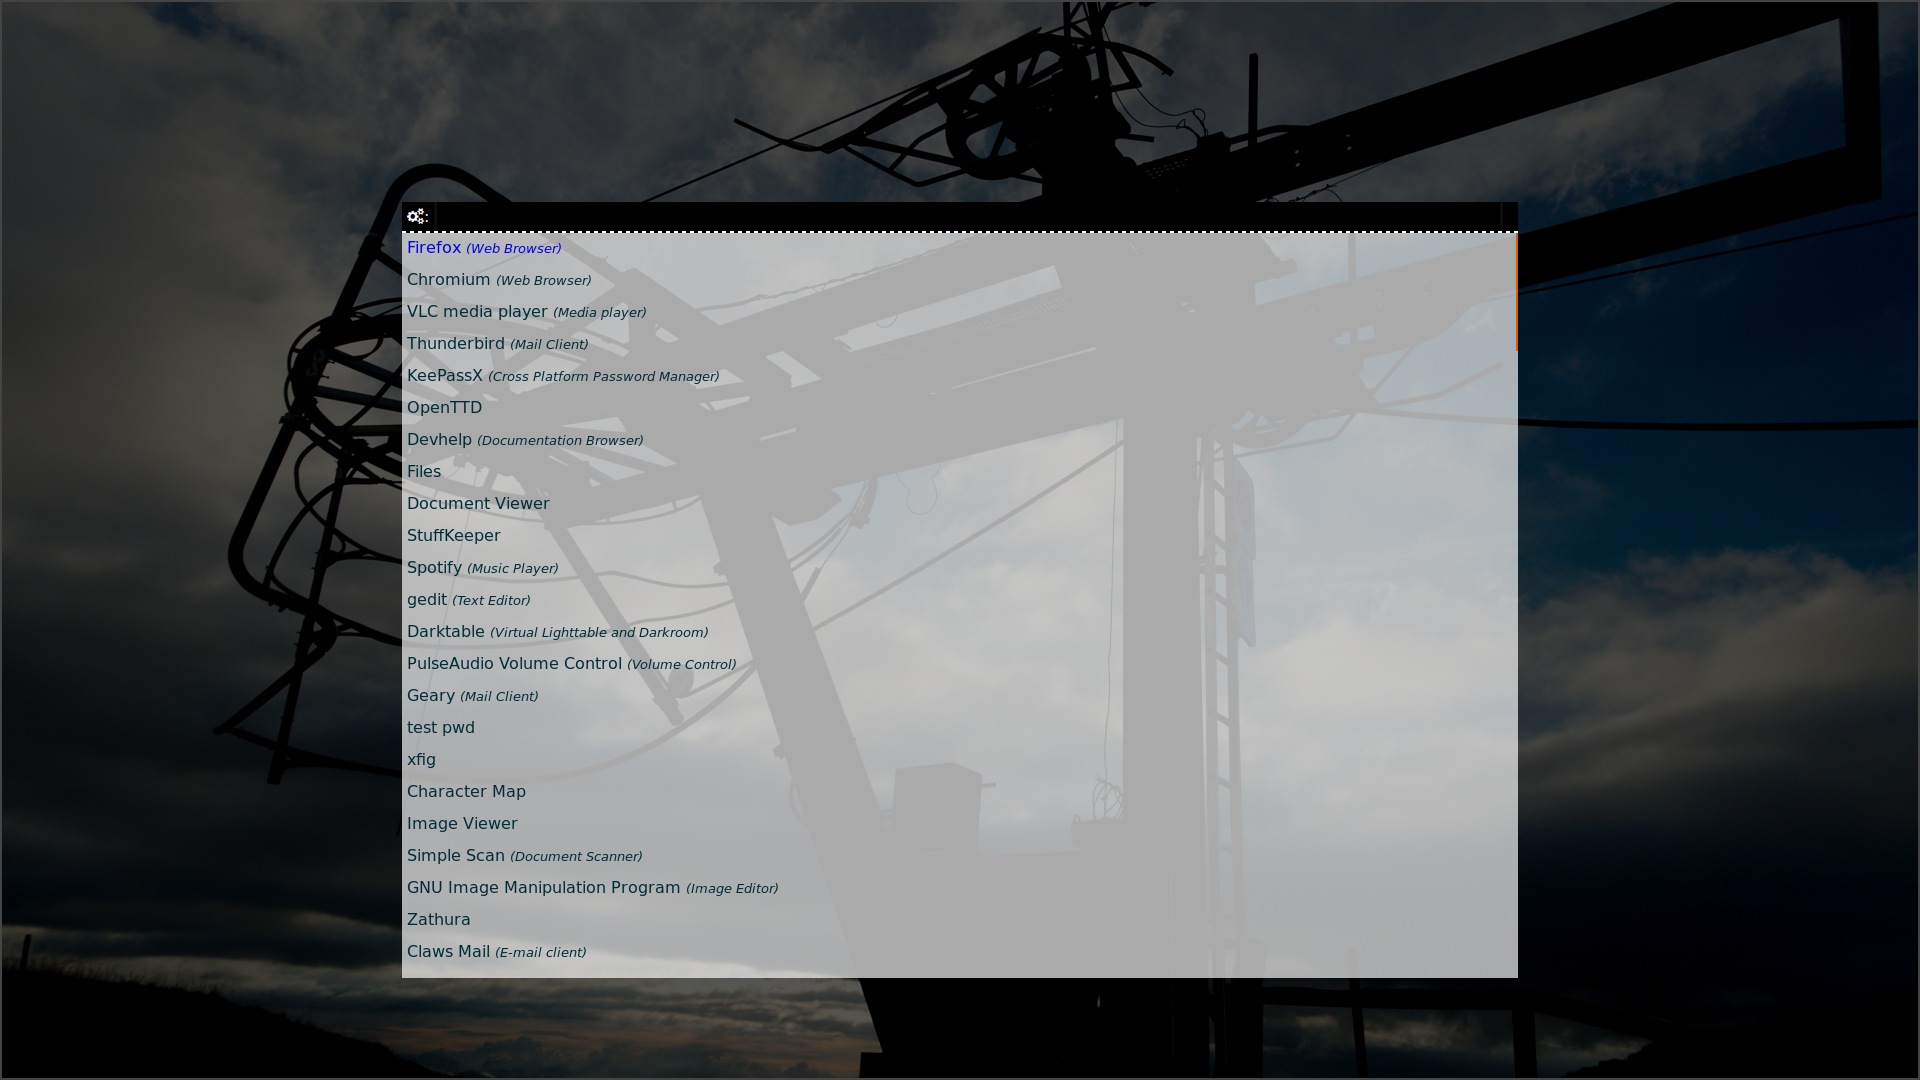 :
Firefox (Web Browser)
Chromium (Web Browser)
VLC media player (Media player)
Thunderbird (Mail Client)
KeePassX (Cross Platform Password Manager)
OpenTTD
Devhelp (Documentation Browser)
Files
Document Viewer
StuffKeeper
Spotify (Music Player)
gedit (Text Editor)
Darktable (Virtual Lighttable and Darkroom)
PulseAudio Volume Control (Volume Control)
Geary (Mail Client)
test pwd
xfig
Character Map
Image Viewer
Simple Scan (Document Scanner)
GNU Image Manipulation Program (Image Editor)
Zathura
Claws Mail (E-mail client)